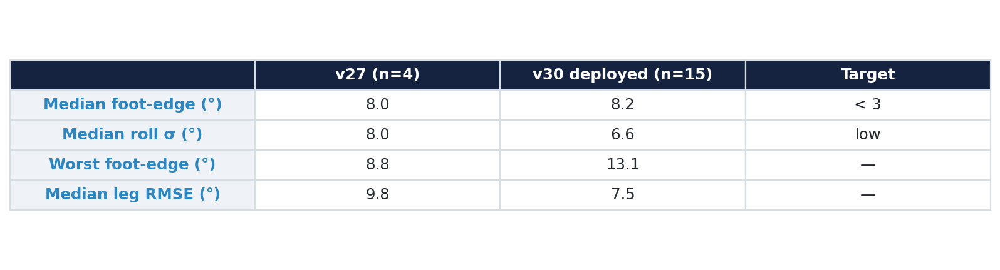 v27 (n=4) v30 deployed (n=15) Target
Median foot-edge (°) 8.0 8.2 < 3
Median roll σ (°) 8.0 6.6 low
Worst foot-edge (°) 8.8 13.1 —
Median leg RMSE (°) 9.8 7.5 —